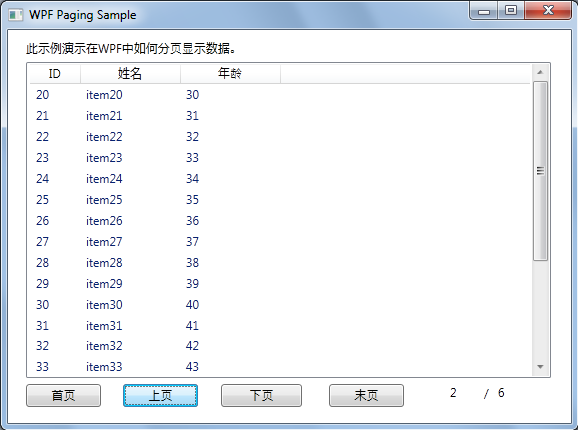 WPF Paging Sample
此示例演示在WPF中如何分页显示数据。
ID 姓名 年龄
20 item20 30
21 item21 31
22 item22 32
23 item23 33
24 item24 34
25 item25 35
26 item26 36
27 item27 37
28 item28 38
29 item29 39
30 item30 40
31 item31 41
32 item32 42
33 item33 43
首页 上页 下页 末页 2 / 6